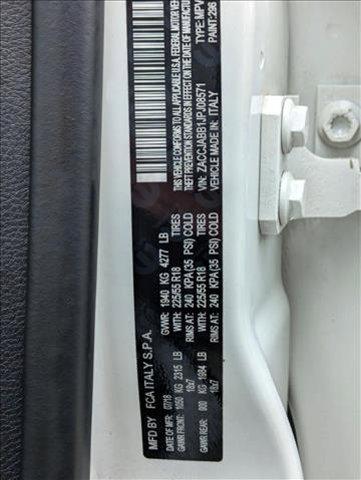 MFD BY FCA ITALY S.P.A.
DATE OF MFR: 07/18 GVWR: 1940 KG 4277 LB
GAWR FRONT: 1050 KG 2315 LB WITH: 225/55 R18 TIRES
18x7 RIMS AT: 240 KPA (35 PSI) COLD
GAWR REAR: 900 KG 1984 LB WITH: 225/55 R18 TIRES
18x7 RIMS AT: 240 KPA (35 PSI) COLD
THIS VEHICLE CONFORMS TO ALL APPLICABLE U.S.A. FEDERAL MOTOR VEH
THEFT PREVENTION STANDARDS IN EFFECT ON THE DATE OF MANUFACTU
VIN: ZACCJABB1JPJ08571 TYPE: MPV
VEHICLE MADE IN: ITALY PAINT: 296